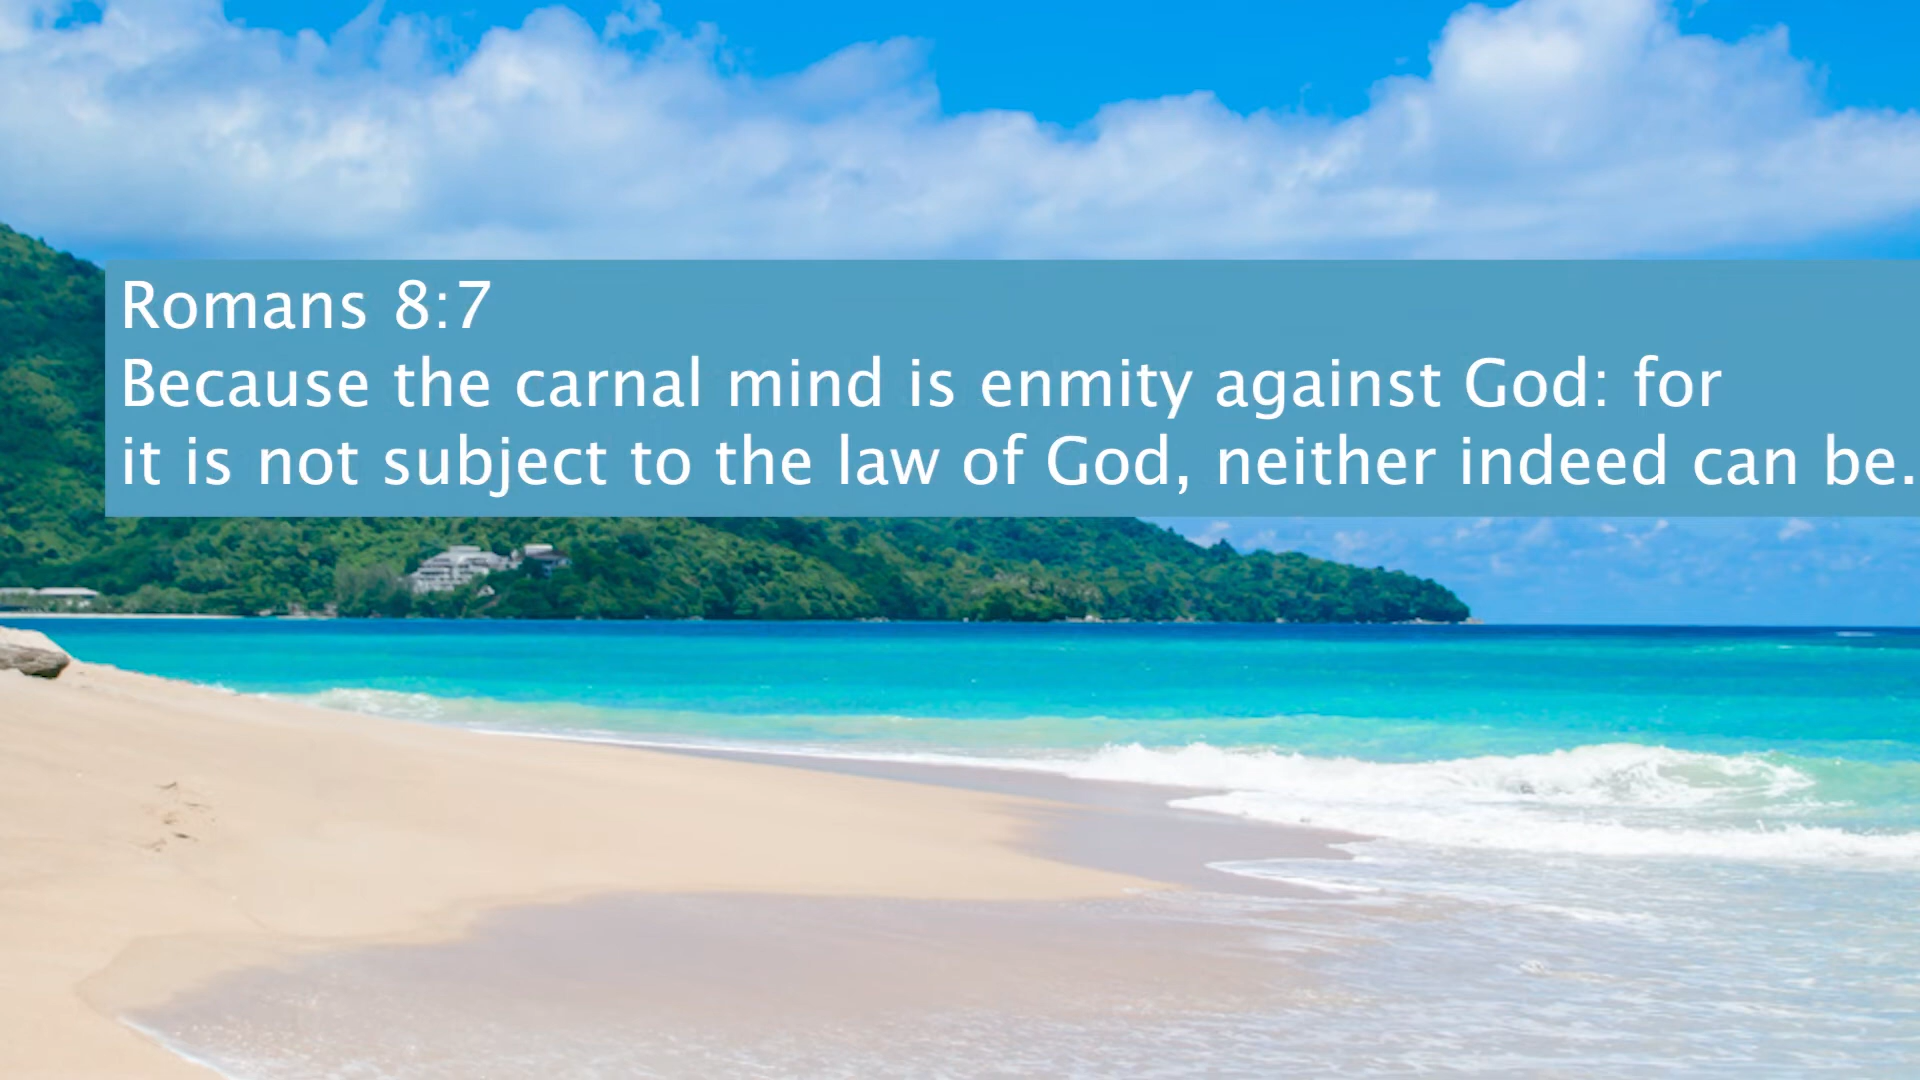 Romans 8:7
Because the carnal mind is enmity against God: for
it is not subject to the law of God, neither indeed can be.